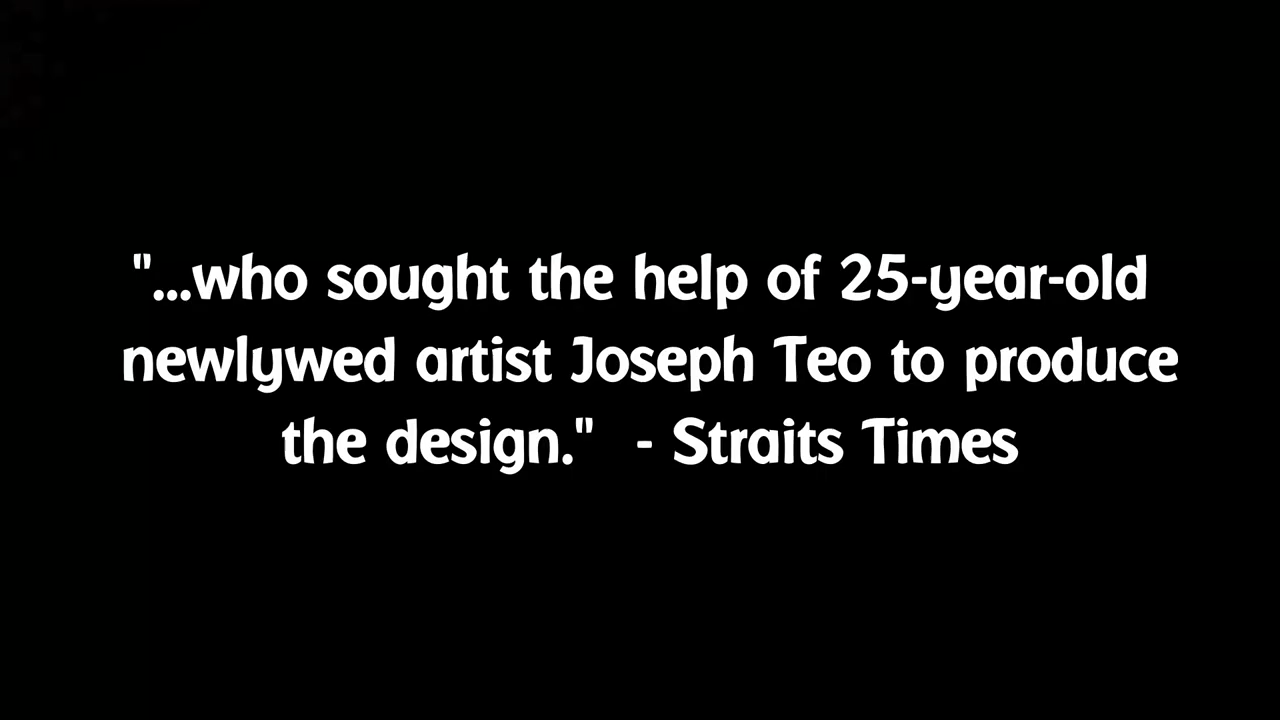 "...who sought the help of 25-year-old
newlywed artist Joseph Teo to produce
the design."  - Straits Times